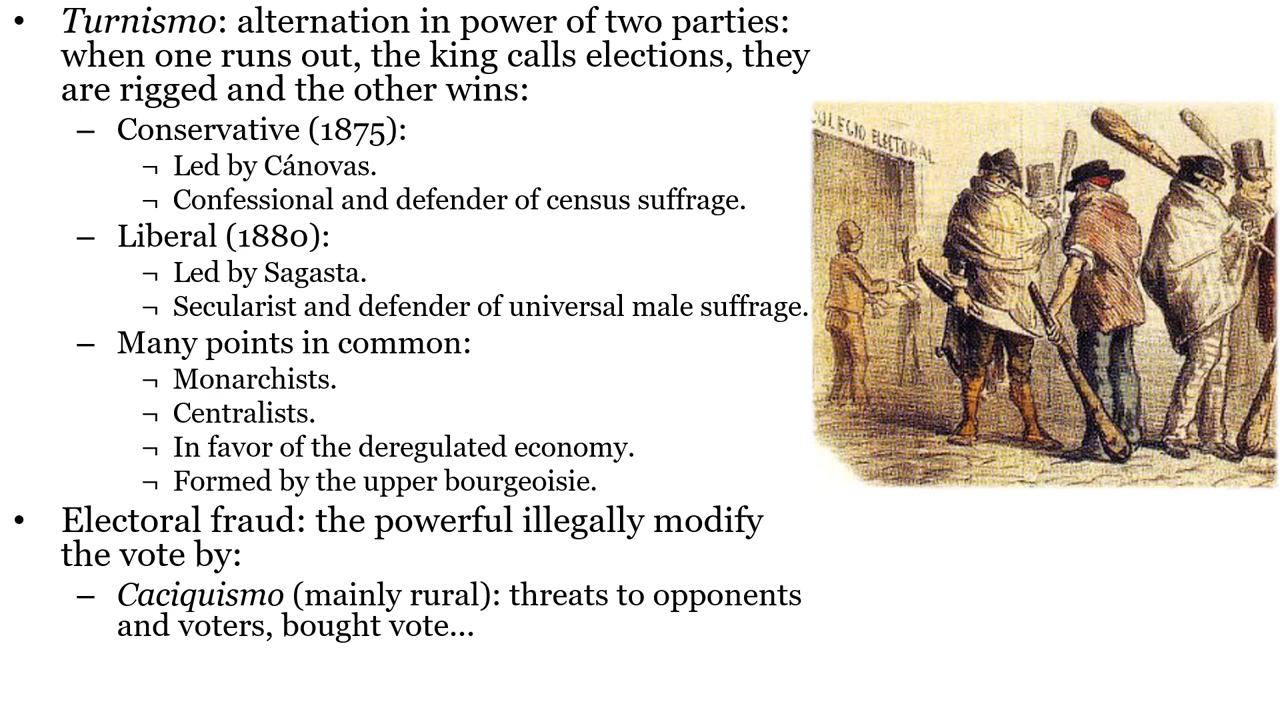 • Turnismo: alternation in power of two parties:
when one runs out, the king calls elections, they
are rigged and the other wins:
– Conservative (1875):
¬ Led by Cánovas.
¬ Confessional and defender of census suffrage.
– Liberal (1880):
¬ Led by Sagasta.
¬ Secularist and defender of universal male suffrage.
– Many points in common:
¬ Monarchists.
¬ Centralists.
¬ In favor of the deregulated economy.
¬ Formed by the upper bourgeoisie.
• Electoral fraud: the powerful illegally modify
the vote by:
– Caciquismo (mainly rural): threats to opponents
and voters, bought vote...
COLEGIO ELECTORAL